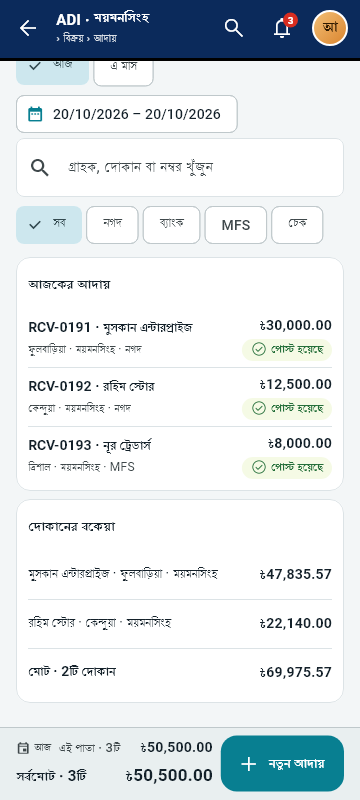 ADI · ময়মনসিংহ
› বিক্রয় › আদায়
3
আ
আজ
এ মাস
20/10/2026 – 20/10/2026
গ্রাহক, দোকান বা নম্বর খুঁজুন
সব
নগদ
ব্যাংক
MFS
চেক
আজকের আদায়
RCV-0191 · মুসকান এন্টারপ্রাইজ
৳30,000.00
ফুলবাড়িয়া · ময়মনসিংহ · নগদ
পোস্ট হয়েছে
RCV-0192 · রহিম স্টোর
৳12,500.00
কেন্দুয়া · ময়মনসিংহ · নগদ
পোস্ট হয়েছে
RCV-0193 · নূর ট্রেডার্স
৳8,000.00
ত্রিশাল · ময়মনসিংহ · MFS
পোস্ট হয়েছে
দোকানের বকেয়া
মুসকান এন্টারপ্রাইজ · ফুলবাড়িয়া · ময়মনসিংহ
৳47,835.57
রহিম স্টোর · কেন্দুয়া · ময়মনসিংহ
৳22,140.00
মোট · 2টি দোকান
৳69,975.57
আজ এই পাতা · 3টি ৳50,500.00
সর্বমোট · 3টি ৳50,500.00
নতুন আদায়